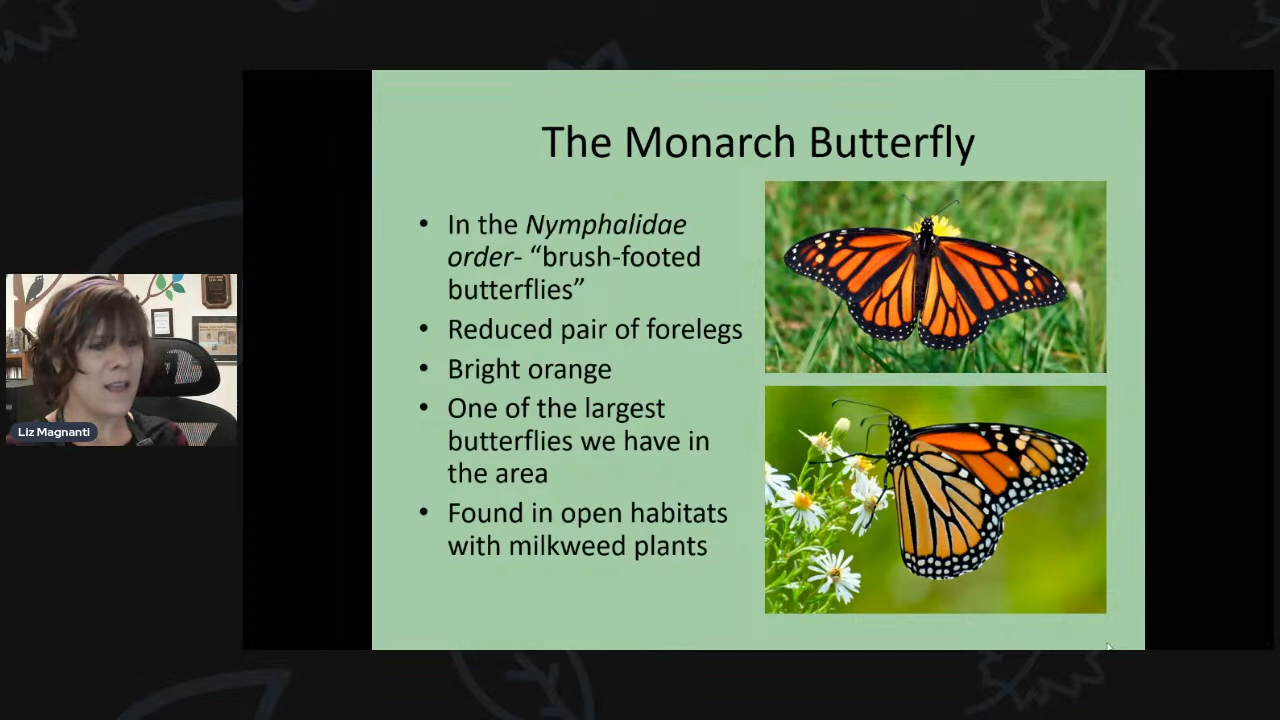 The Monarch Butterfly
• In the Nymphalidae
order- “brush-footed
butterflies”
• Reduced pair of forelegs
• Bright orange
• One of the largest
butterflies we have in
the area
• Found in open habitats
with milkweed plants
Liz Magnanti